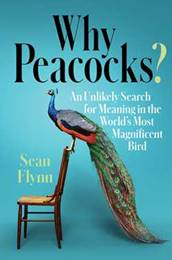 Why
Peacocks?
An Unlikely Search
for Meaning in the
World's Most
Magnificent
Bird
Sean
Flynn